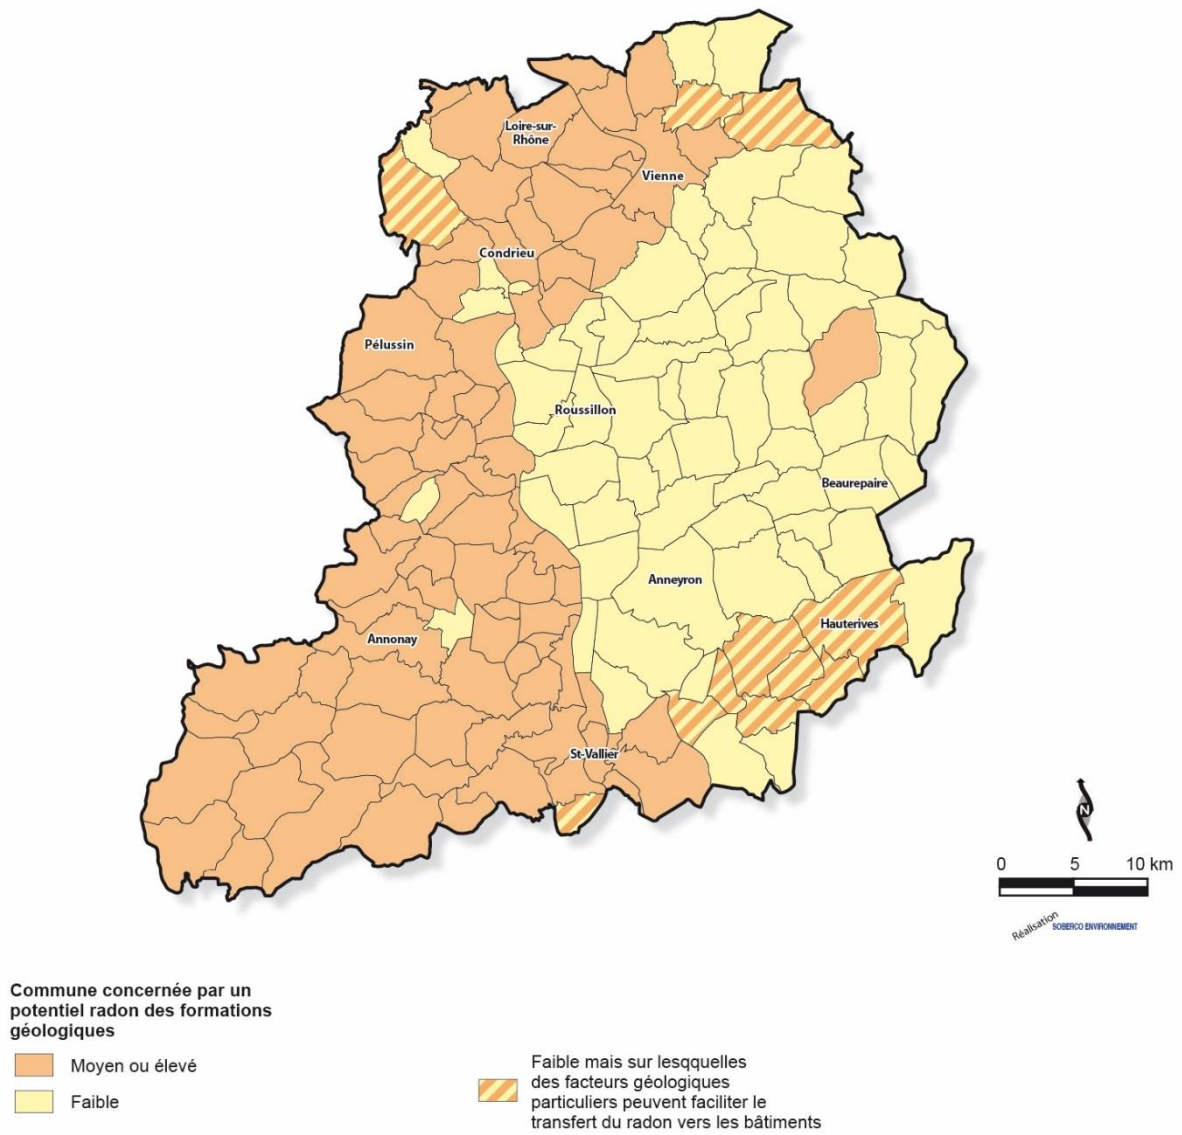 Loire-sur-
Rhône
Vienne
Condrieu
Pélussin
Roussillon
Beaurepaire
Anneyron
Hauterives
Annonay
St-Vallier
N
0 5 10 km
Réalisation
SOBERCO ENVIRONNEMENT
Commune concernée par un
potentiel radon des formations
géologiques
Moyen ou élevé
Faible
Faible mais sur lesqquelles
des facteurs géologiques
particuliers peuvent faciliter le
transfert du radon vers les bâtiments